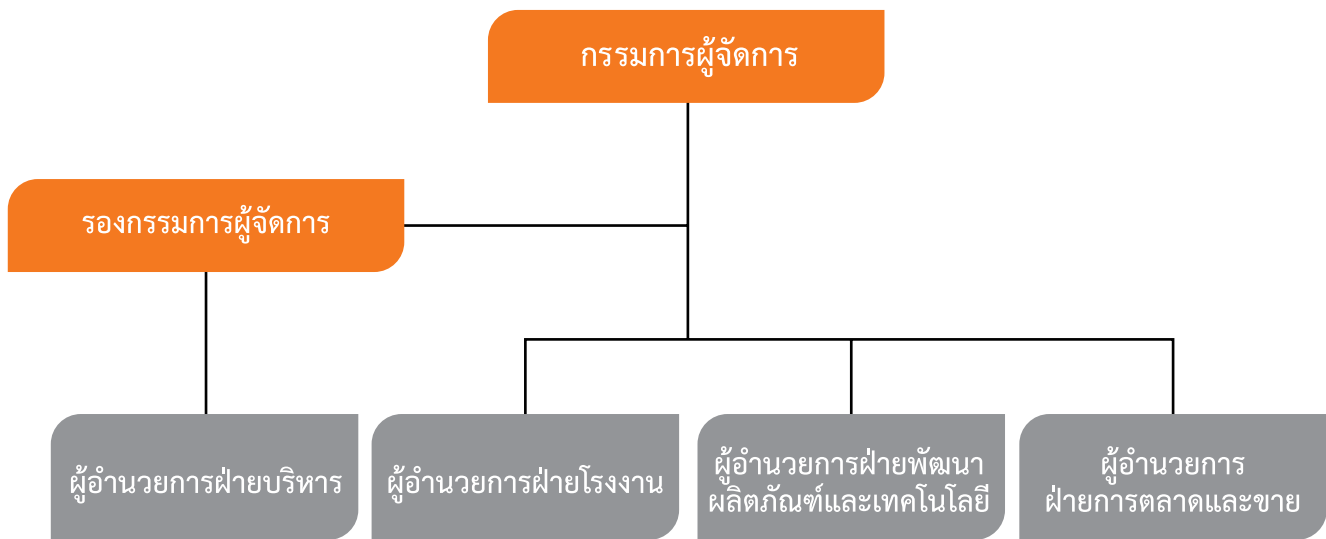 กรรมการผู้จัดการ
รองกรรมการผู้จัดการ
ผู้อำนวยการฝ่ายบริหาร
ผู้อำนวยการฝ่ายโรงงาน
ผู้อำนวยการฝ่ายพัฒนา
ผลิตภัณฑ์และเทคโนโลยี
ผู้อำนวยการ
ฝ่ายการตลาดและขาย